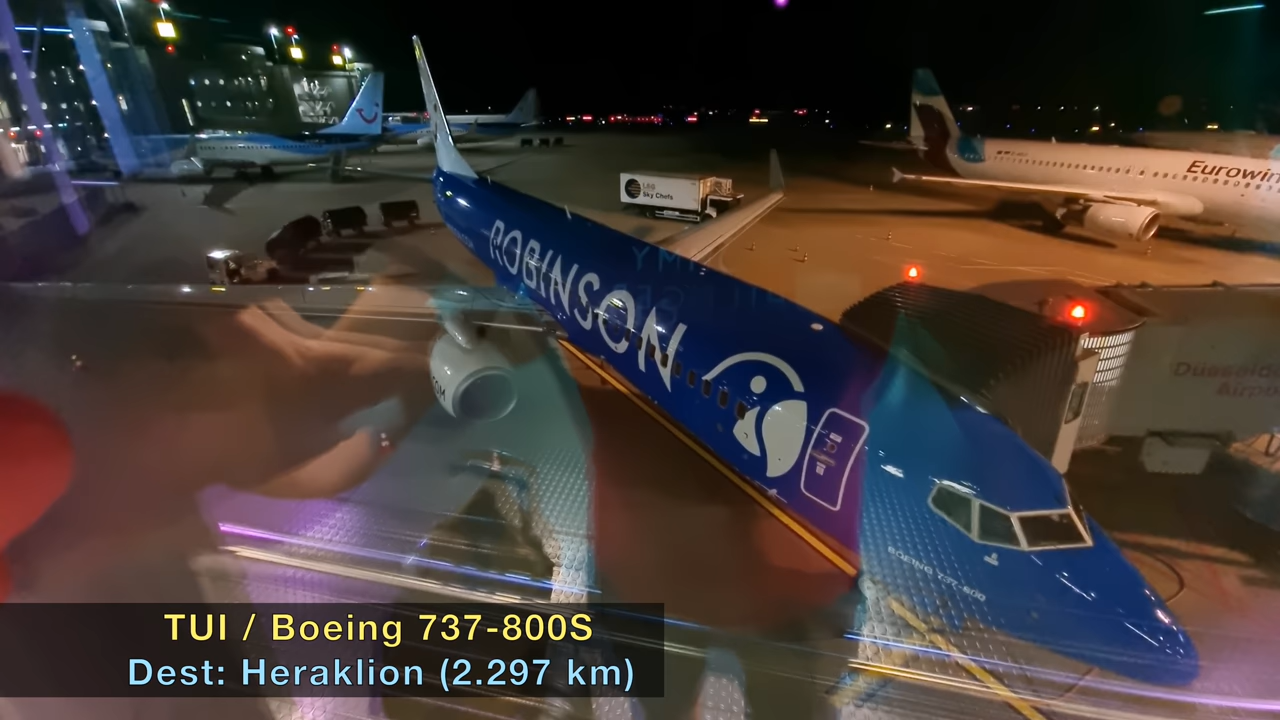 LSG
Sky Chefs
Eurowin
ROBINSON
Düsseldo
Airpo
BOEING 737-800
TUI / Boeing 737-800S
Dest: Heraklion (2.297 km)